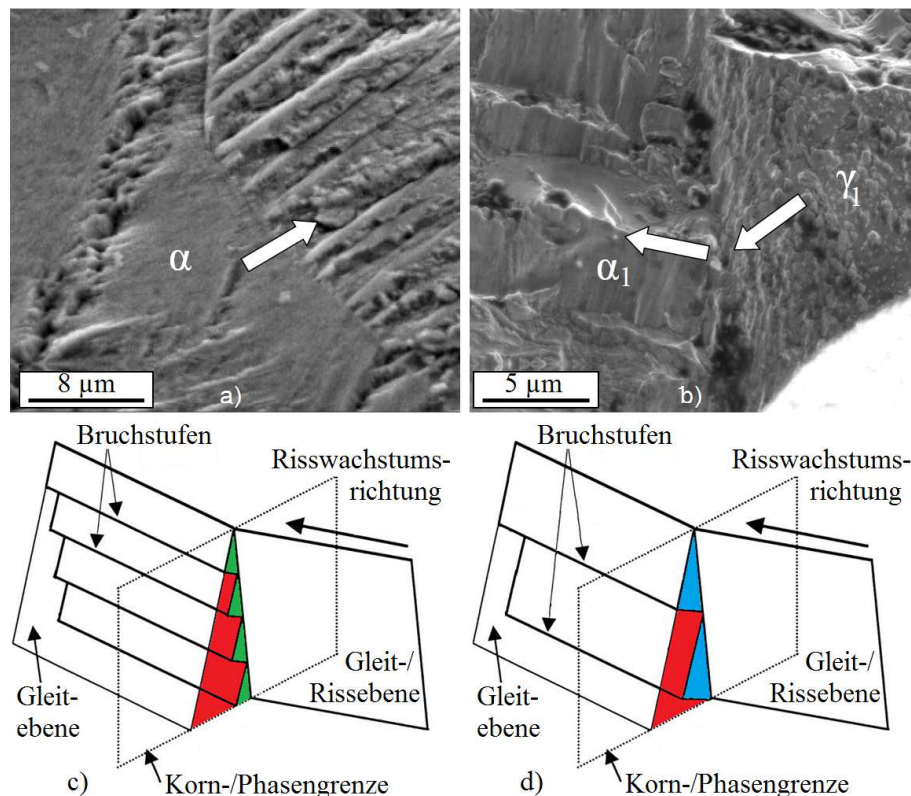 α
8 µm
a)
γ1
α1
5 µm
b)
Bruchstufen
Risswachstums-
richtung
Gleit-
ebene
Gleit-/
Rissebene
Korn-/Phasengrenze
c)
Bruchstufen
Risswachstums-
richtung
Gleit-
ebene
Gleit-/
Rissebene
Korn-/Phasengrenze
d)